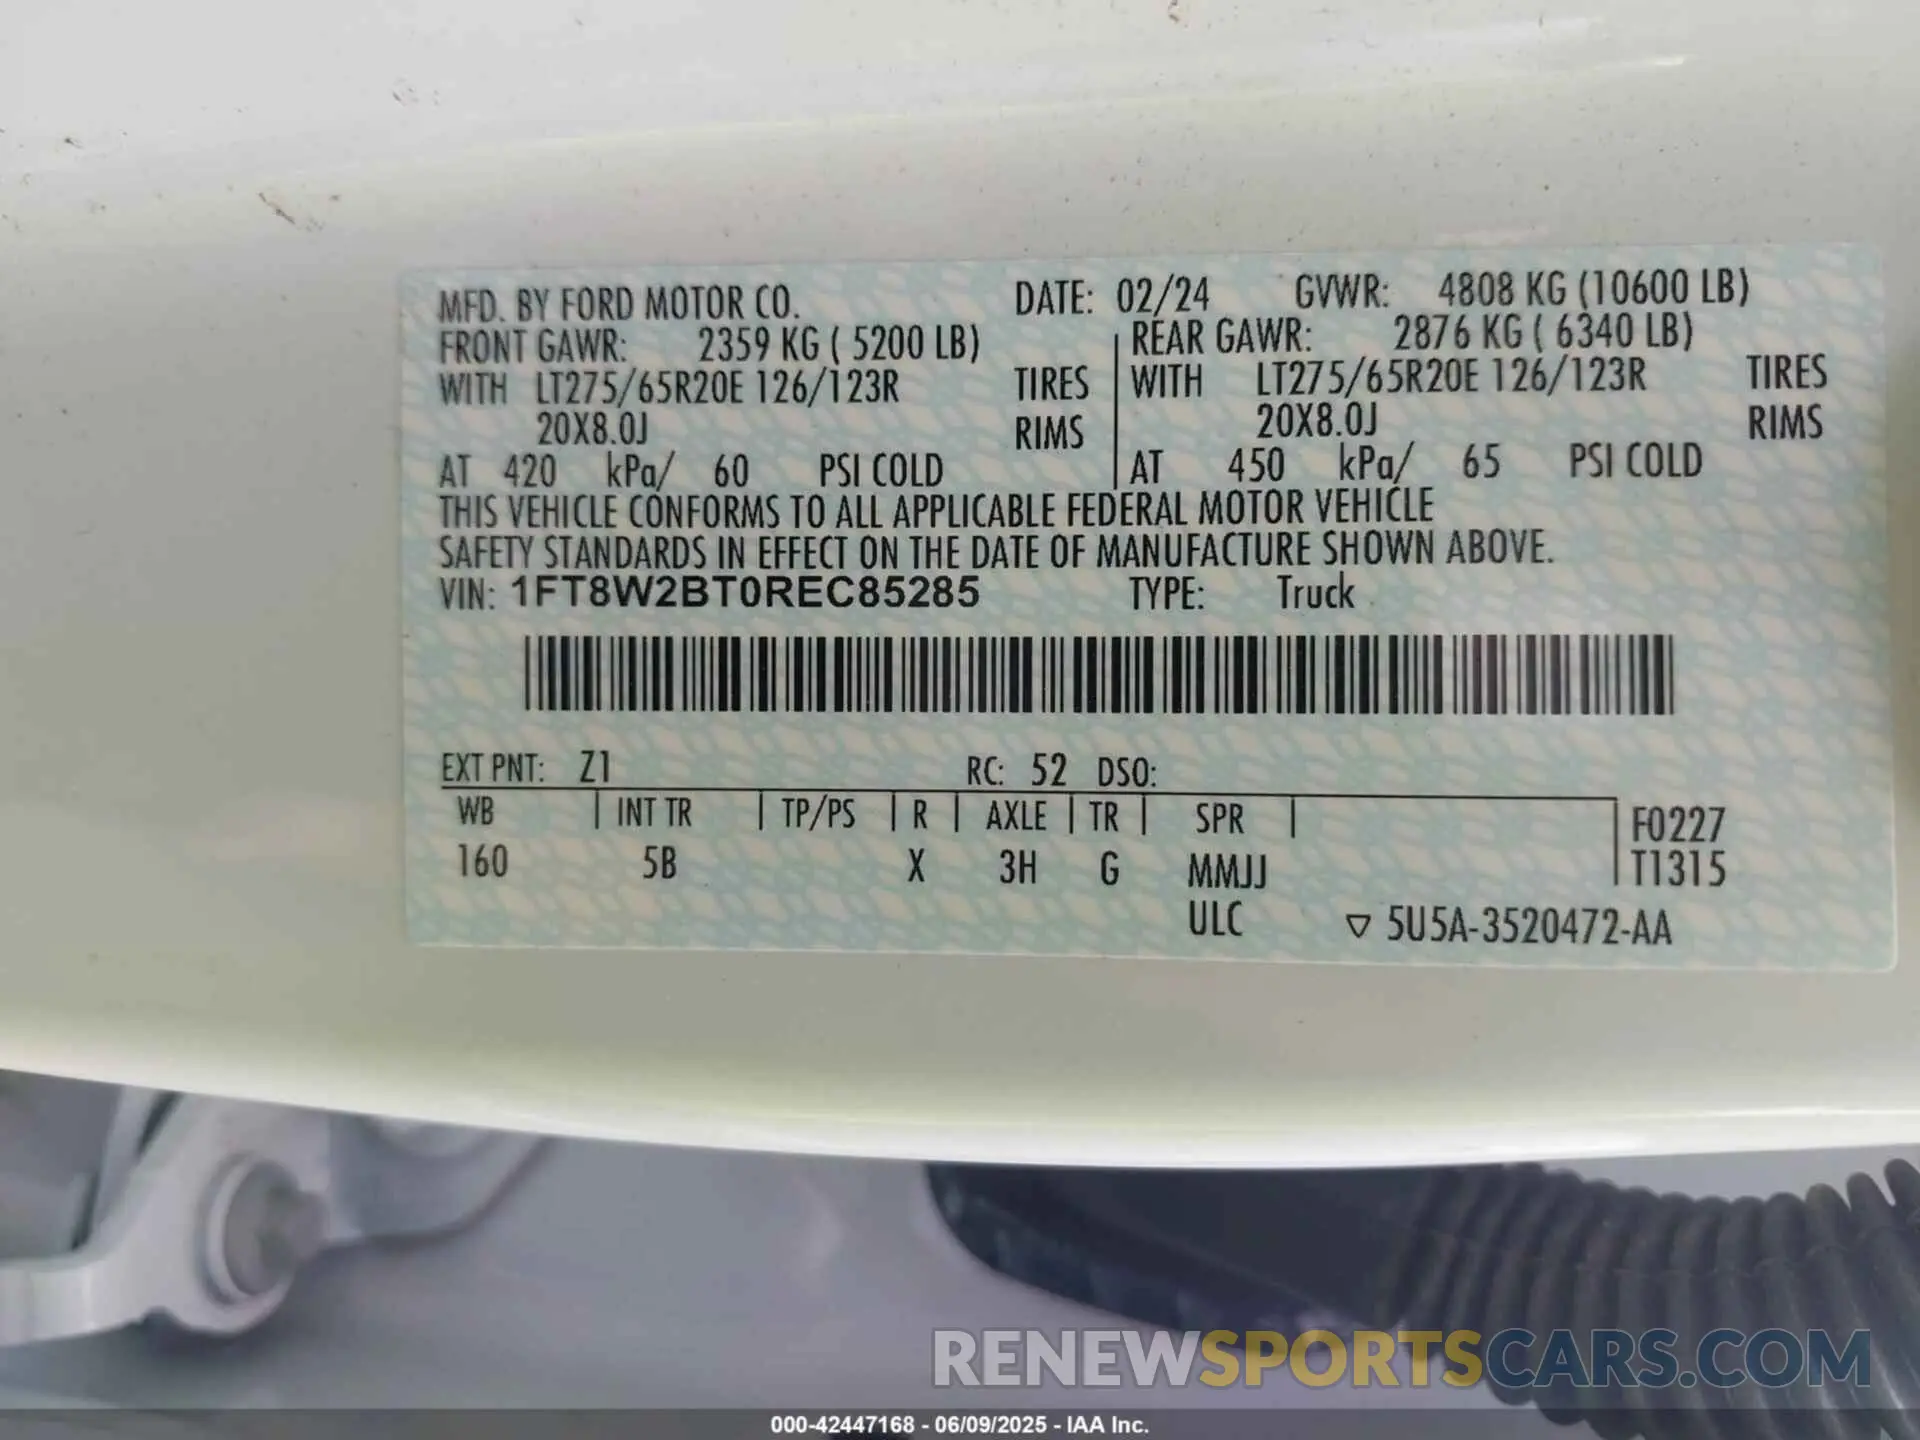 MFD. BY FORD MOTOR CO. DATE: 02/24 GVWR: 4808 KG (10600 LB)
FRONT GAWR: 2359 KG ( 5200 LB) REAR GAWR: 2876 KG ( 6340 LB)
WITH LT275/65R20E 126/123R TIRES WITH LT275/65R20E 126/123R TIRES
20X8.0J RIMS 20X8.0J RIMS
AT 420 kPa/ 60 PSI COLD AT 450 kPa/ 65 PSI COLD
THIS VEHICLE CONFORMS TO ALL APPLICABLE FEDERAL MOTOR VEHICLE
SAFETY STANDARDS IN EFFECT ON THE DATE OF MANUFACTURE SHOWN ABOVE.
VIN: 1FT8W2BT0REC85285 TYPE: Truck
EXT PNT: Z1 RC: 52 DSO:
WB INT TR TP/PS R AXLE TR SPR F0227
160 5B X 3H G MMJJ T1315
ULC ▽ 5U5A-3520472-AA
RENEWSPORTSCARS.COM
000-42447168 - 06/09/2025 - IAA Inc.